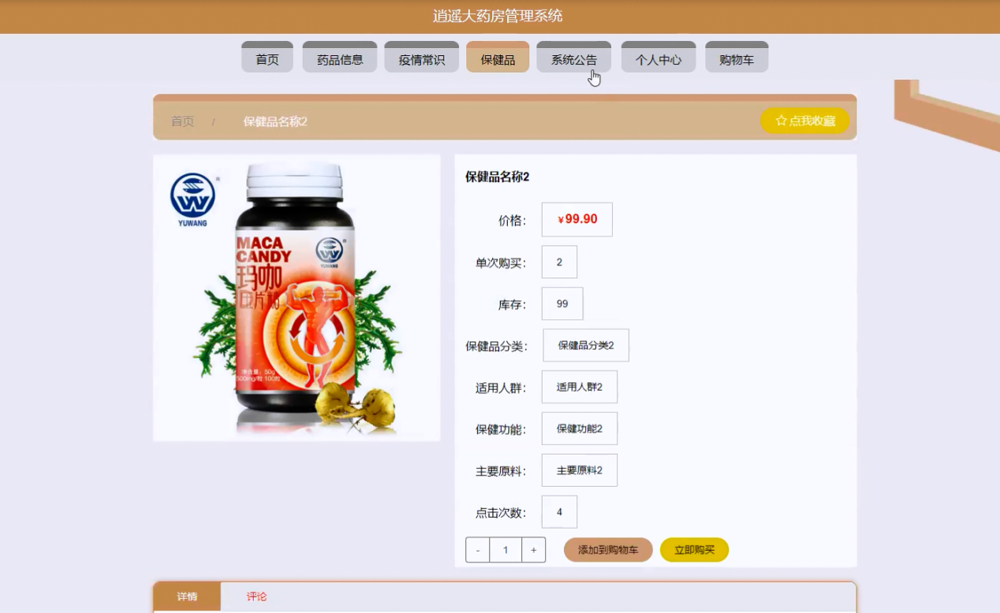 逍遥大药房管理系统
首页 药品信息 疫情常识 保健品 系统公告 个人中心 购物车
首页 / 保健品名称2 ☆点我收藏
YUWANG
MACA
CANDY
玛咖
YUWANG
净含量：50g
500mg/粒 100粒
保健品名称2
价格： ¥99.90
单次购买： 2
库存： 99
保健品分类： 保健品分类2
适用人群： 适用人群2
保健功能： 保健功能2
主要原料： 主要原料2
点击次数： 4
- 1 + 添加到购物车 立即购买
详情 评论